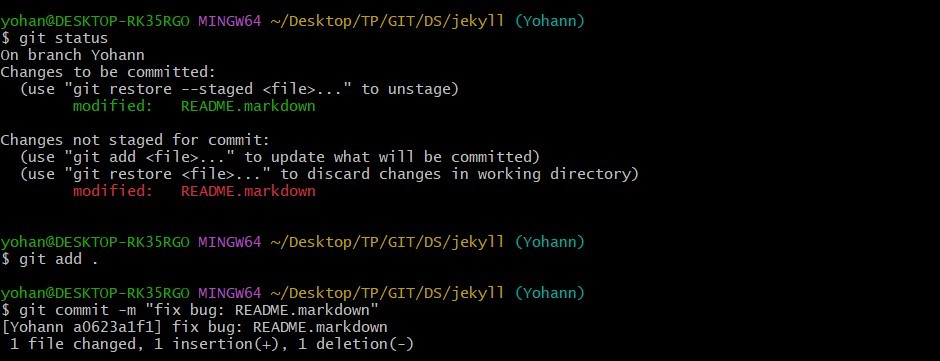 yohan@DESKTOP-RK35RGO MINGW64 ~/Desktop/TP/GIT/DS/jekyll (Yohann)
$ git status
On branch Yohann
Changes to be committed:
  (use "git restore --staged <file>..." to unstage)
        modified:   README.markdown

Changes not staged for commit:
  (use "git add <file>..." to update what will be committed)
  (use "git restore <file>..." to discard changes in working directory)
        modified:   README.markdown

yohan@DESKTOP-RK35RGO MINGW64 ~/Desktop/TP/GIT/DS/jekyll (Yohann)
$ git add .

yohan@DESKTOP-RK35RGO MINGW64 ~/Desktop/TP/GIT/DS/jekyll (Yohann)
$ git commit -m "fix bug: README.markdown"
[Yohann a0623a1f1] fix bug: README.markdown
 1 file changed, 1 insertion(+), 1 deletion(-)